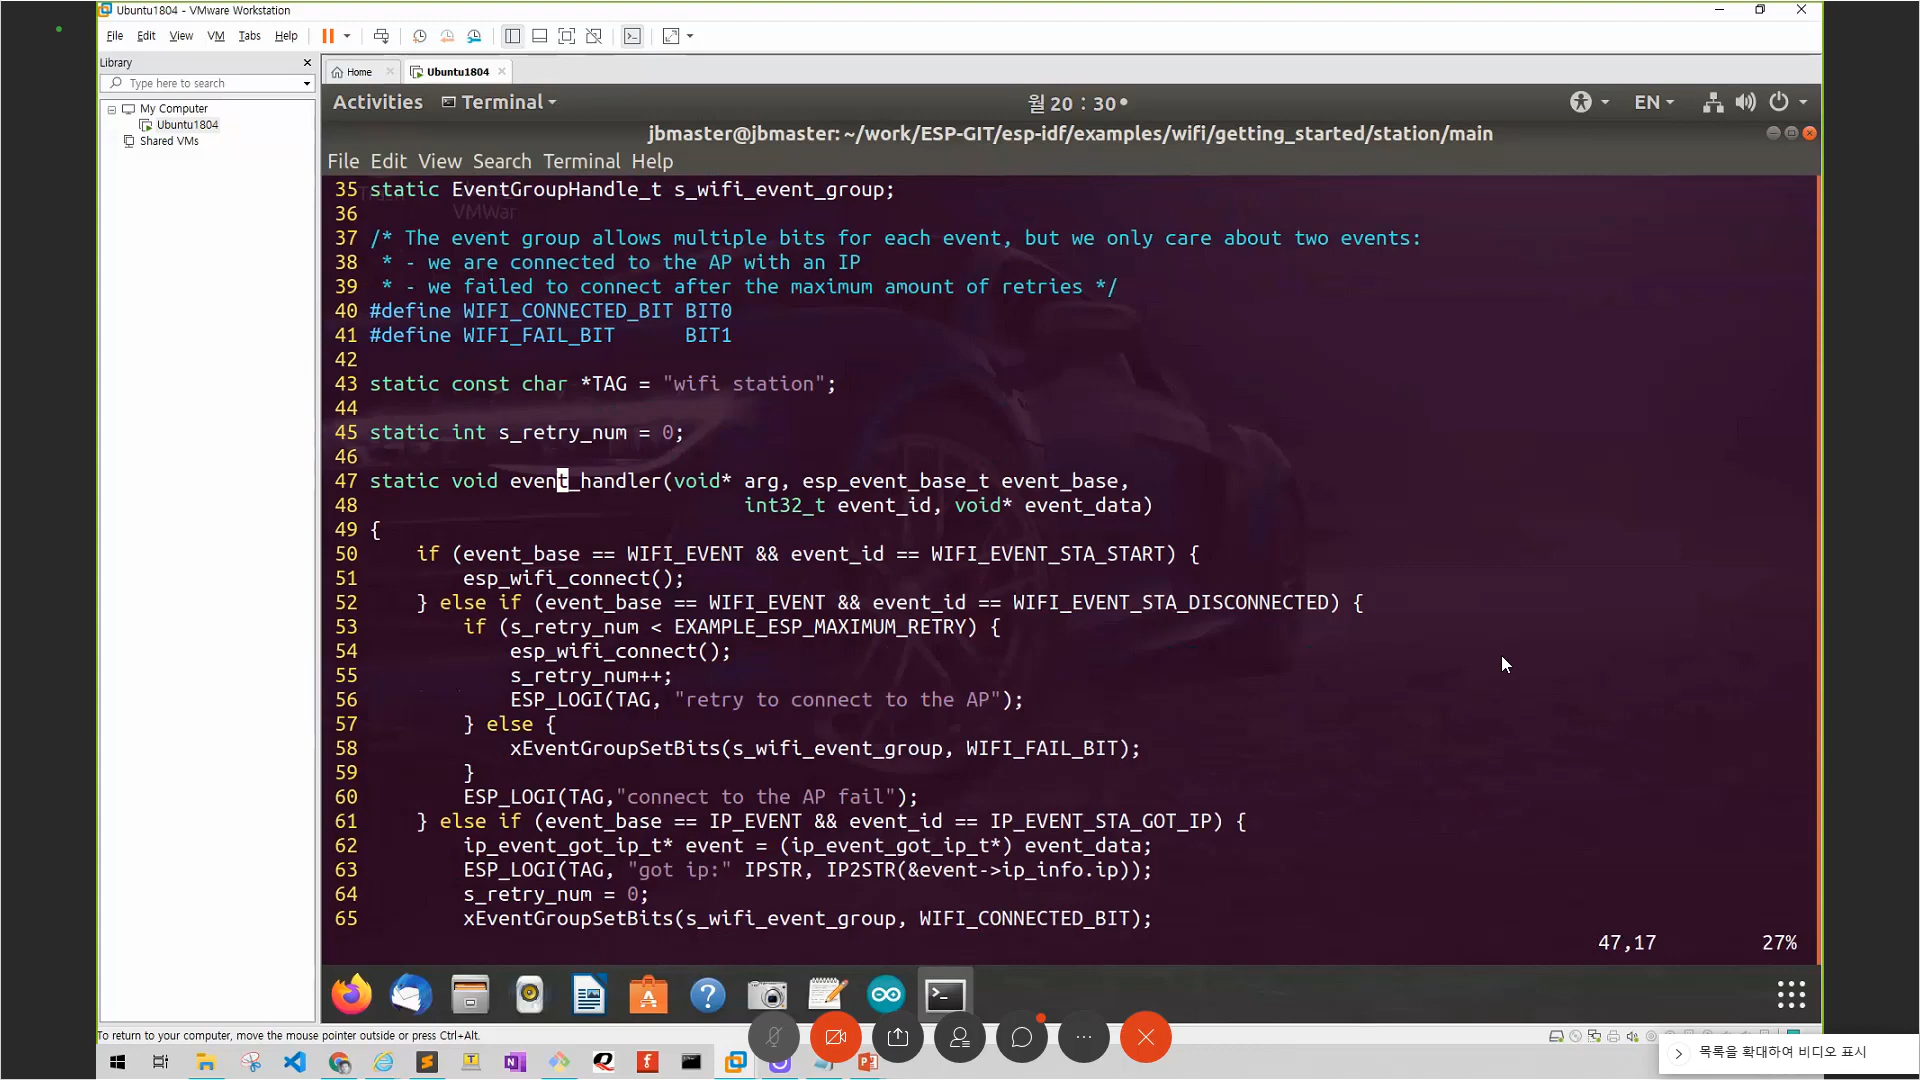 Ubuntu1804 - VMware Workstation
File Edit View VM Tabs Help
Library
Type here to search
My Computer
Ubuntu1804
Shared VMs
Home
Ubuntu1804
Activities Terminal
월 20 : 30
EN
jbmaster@jbmaster: ~/work/ESP-GIT/esp-idf/examples/wifi/getting_started/station/main
File Edit View Search Terminal Help
35 static EventGroupHandle_t s_wifi_event_group;
VMWar
36
37 /* The event group allows multiple bits for each event, but we only care about two events:
38  * - we are connected to the AP with an IP
39  * - we failed to connect after the maximum amount of retries */
40 #define WIFI_CONNECTED_BIT BIT0
41 #define WIFI_FAIL_BIT      BIT1
42
43 static const char *TAG = "wifi station";
44
45 static int s_retry_num = 0;
46
47 static void event_handler(void* arg, esp_event_base_t event_base,
48                                 int32_t event_id, void* event_data)
49 {
50     if (event_base == WIFI_EVENT && event_id == WIFI_EVENT_STA_START) {
51         esp_wifi_connect();
52     } else if (event_base == WIFI_EVENT && event_id == WIFI_EVENT_STA_DISCONNECTED) {
53         if (s_retry_num < EXAMPLE_ESP_MAXIMUM_RETRY) {
54             esp_wifi_connect();
55             s_retry_num++;
56             ESP_LOGI(TAG, "retry to connect to the AP");
57         } else {
58             xEventGroupSetBits(s_wifi_event_group, WIFI_FAIL_BIT);
59         }
60         ESP_LOGI(TAG,"connect to the AP fail");
61     } else if (event_base == IP_EVENT && event_id == IP_EVENT_STA_GOT_IP) {
62         ip_event_got_ip_t* event = (ip_event_got_ip_t*) event_data;
63         ESP_LOGI(TAG, "got ip:" IPSTR, IP2STR(&event->ip_info.ip));
64         s_retry_num = 0;
65         xEventGroupSetBits(s_wifi_event_group, WIFI_CONNECTED_BIT);
47,17 27%
To return to your computer, move the mouse pointer outside or press Ctrl+Alt.
목록을 확대하여 비디오 표시